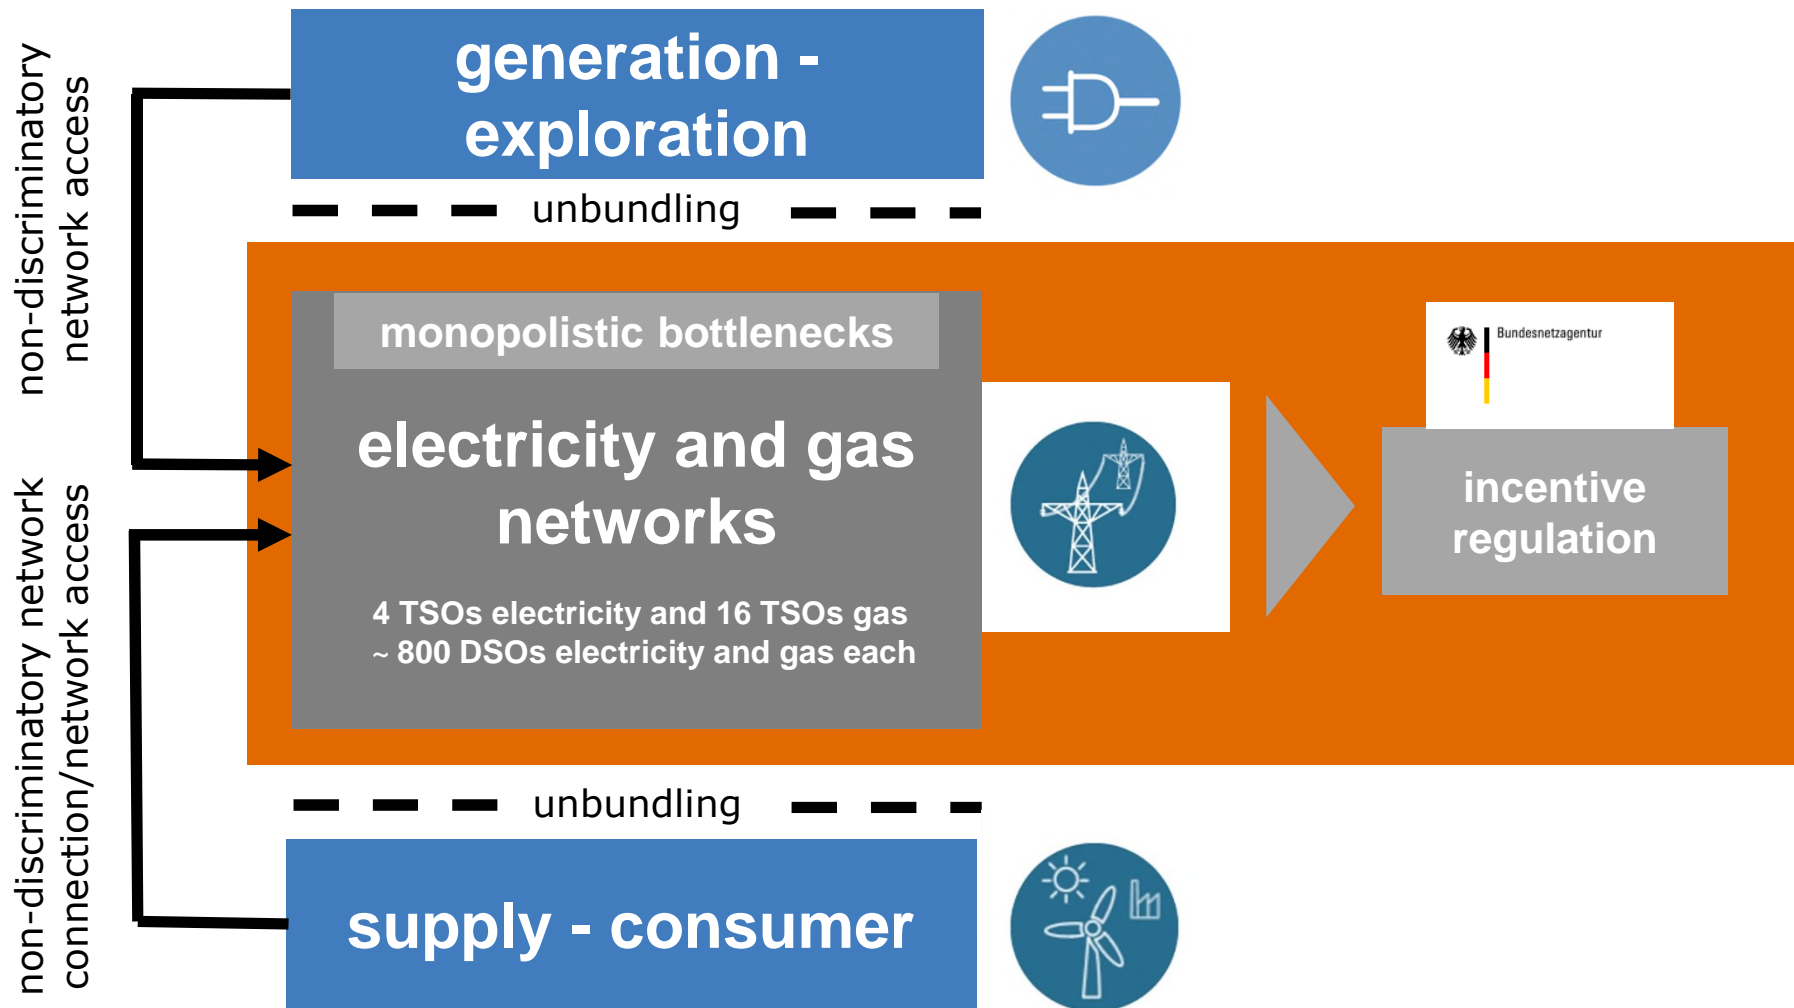 non-discriminatory
network access
generation -
exploration
unbundling
monopolistic bottlenecks
electricity and gas
networks
4 TSOs electricity and 16 TSOs gas
~ 800 DSOs electricity and gas each
Bundesnetzagentur
incentive
regulation
non-discriminatory network
connection/network access
unbundling
supply - consumer